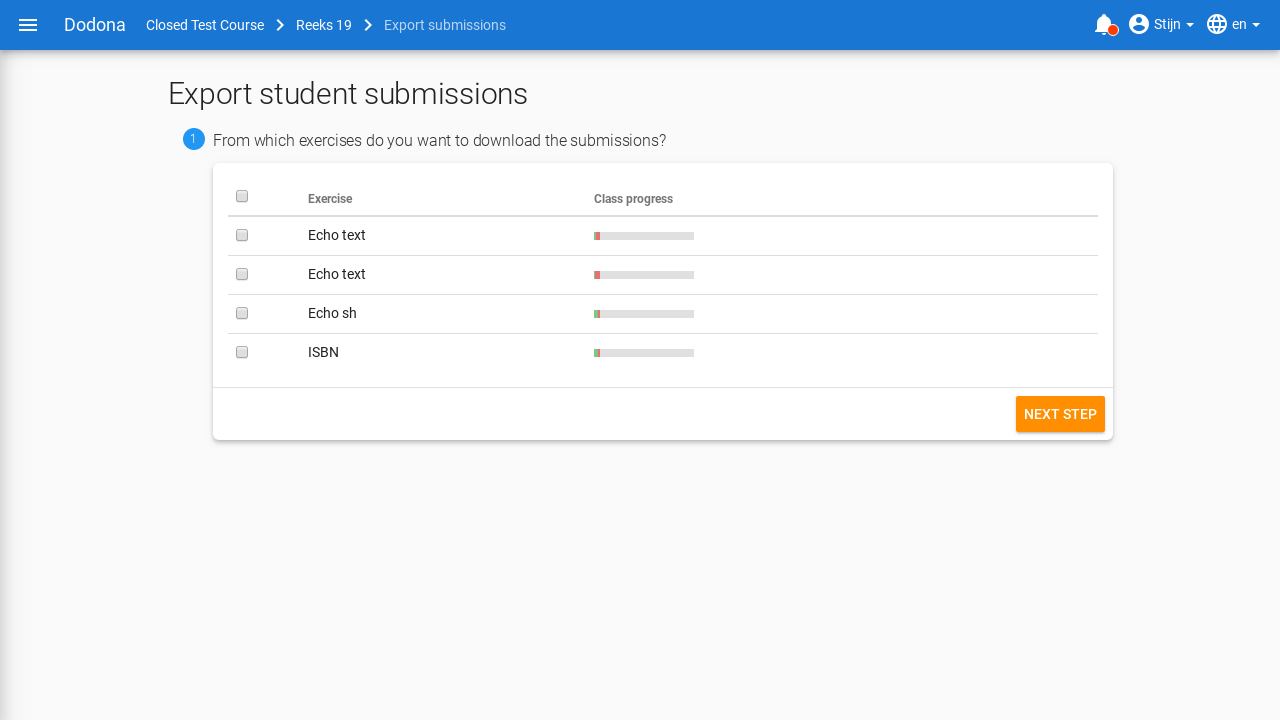 Dodona Closed Test Course Reeks 19 Export submissions Stijn en
Export student submissions
1 From which exercises do you want to download the submissions?
Exercise Class progress
Echo text
Echo text
Echo sh
ISBN
NEXT STEP